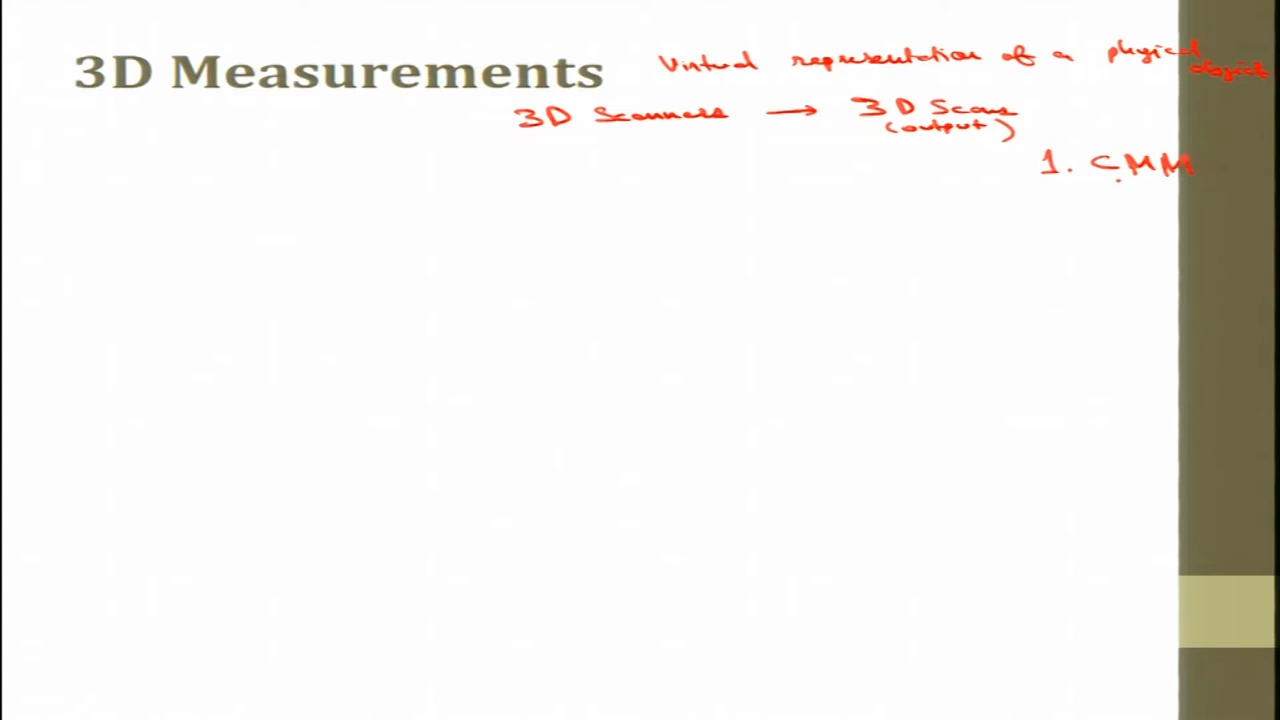 3D Measurements
Virtual representation of a physical
object
3D Scanners → 3D Scans
(output)
1. CMM